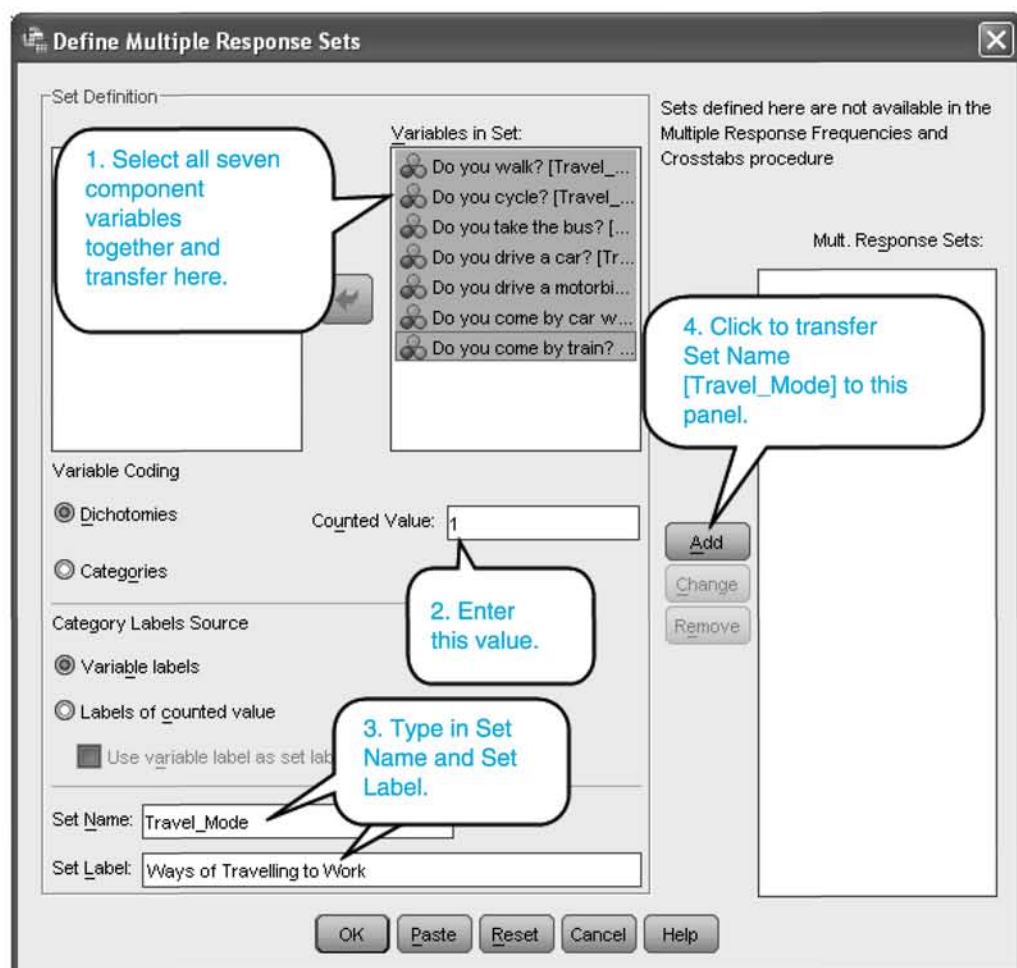 Define Multiple Response Sets
Set Definition
1. Select all seven
component
variables
together and
transfer here.
Variables in Set:
Do you walk? [Travel_...
Do you cycle? [Travel_...
Do you take the bus? [...
Do you drive a car? [Tr...
Do you drive a motorbi...
Do you come by car w...
Do you come by train? ...
Sets defined here are not available in the
Multiple Response Frequencies and
Crosstabs procedure
Mult. Response Sets:
4. Click to transfer
Set Name
[Travel_Mode] to this
panel.
Variable Coding
Dichotomies
Counted Value: 1
Categories
2. Enter
this value.
Add
Change
Remove
Category Labels Source
Variable labels
Labels of counted value
Use variable label as set
3. Type in Set
Name and Set
Label.
Set Name: Travel_Mode
Set Label: Ways of Travelling to Work
OK Paste Reset Cancel Help